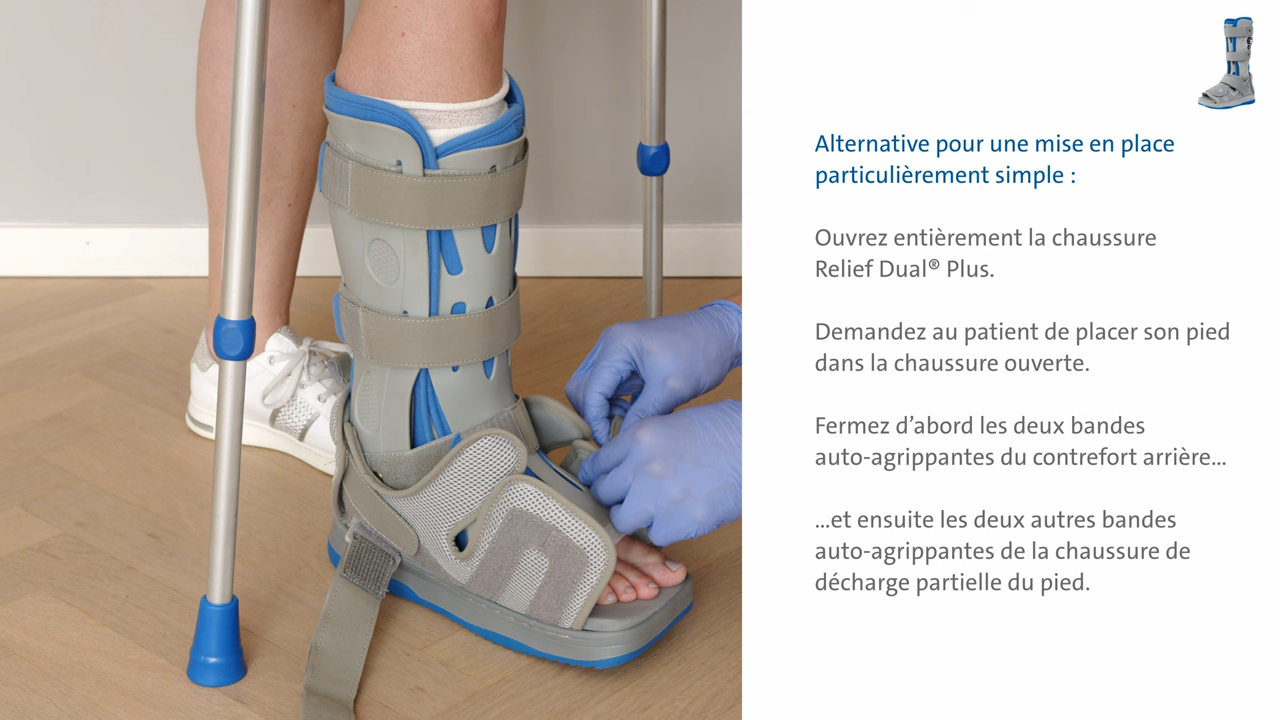 Alternative pour une mise en place
particulièrement simple :
Ouvrez entièrement la chaussure
Relief Dual® Plus.
Demandez au patient de placer son pied
dans la chaussure ouverte.
Fermez d’abord les deux bandes
auto-agrippantes du contrefort arrière...
...et ensuite les deux autres bandes
auto-agrippantes de la chaussure de
décharge partielle du pied.